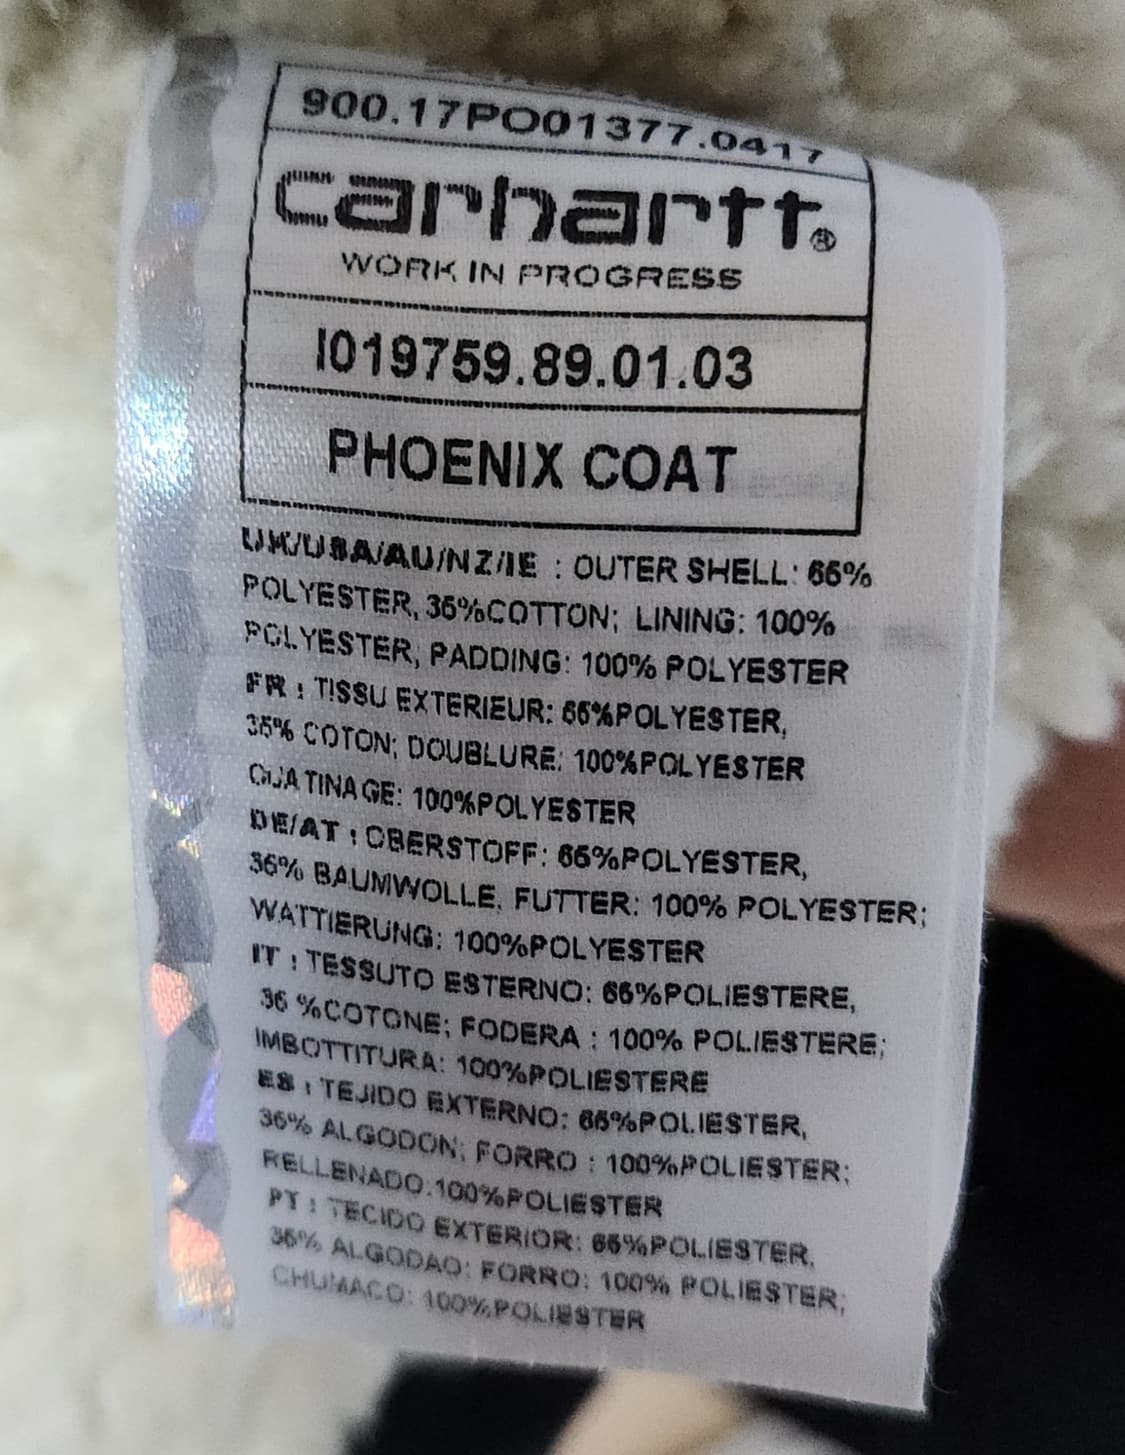 900.17PO01377.0417
carhartt®
WORK IN PROGRESS
I019759.89.01.03
PHOENIX COAT
UK/USA/AU/NZ/IE : OUTER SHELL: 65%
POLYESTER, 35%COTTON; LINING: 100%
POLYESTER, PADDING: 100% POLYESTER
FR : TISSU EXTERIEUR: 65%POLYESTER,
35% COTON; DOUBLURE: 100%POLYESTER
OUATINAGE: 100%POLYESTER
DE/AT : OBERSTOFF: 65%POLYESTER,
35% BAUMWOLLE, FUTTER: 100% POLYESTER;
WATTIERUNG: 100%POLYESTER
IT : TESSUTO ESTERNO: 65%POLIESTERE,
35 %COTONE; FODERA : 100% POLIESTERE;
IMBOTTITURA: 100%POLIESTERE
ES : TEJIDO EXTERNO: 65%POLIESTER,
35% ALGODON; FORRO : 100%POLIESTER;
RELLENADO.100%POLIESTER
PT : TECIDO EXTERIOR: 65%POLIESTER,
35% ALGODAO: FORRO: 100% POLIESTER;
CHUMACO: 100%POLIESTER